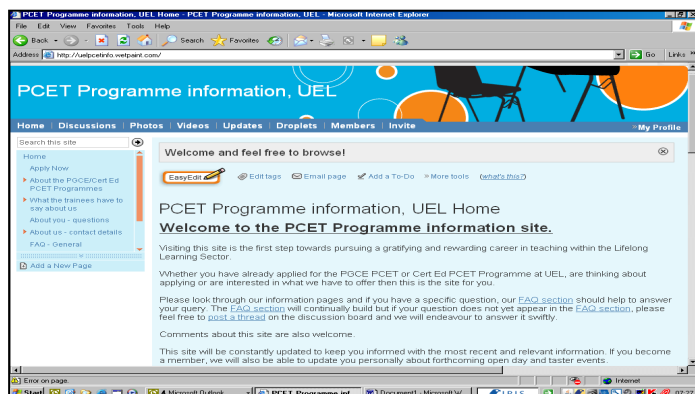 PCET Programme information, UEL Home - PCET Programme information, UEL - Microsoft Internet Explorer
File Edit View Favorites Tools Help
Back Search Favorites
Address http://uelpcetinfo.wetpaint.com/ Go Links »
PCET Programme information, UEL
Home Discussions Photos Videos Updates Droplets Members Invite »My Profile
Search this site
Home
Apply Now
About the PGCE/Cert Ed
PCET Programmes
What the trainees have to
say about us
About you - questions
About us - contact details
FAQ - General
Add a New Page
Welcome and feel free to browse!
EasyEdit Edit tags Email page Add a To-Do »More tools (what's this?)
PCET Programme information, UEL Home
Welcome to the PCET Programme information site.
Visiting this site is the first step towards pursuing a gratifying and rewarding career in teaching within the Lifelong
Learning Sector.
Whether you have already applied for the PGCE PCET or Cert Ed PCET Programme at UEL, are thinking about
applying or are interested in what we have to offer then this is the site for you.
Please look through our information pages and if you have a specific question, our FAQ section should help to answer
your query. The FAQ section will continually build but if your question does not yet appear in the FAQ section, please
feel free to post a thread on the discussion board and we will endeavour to answer it swiftly.
Comments about this site are also welcome.
This site will be constantly updated to keep you informed with the most recent and relevant information. If you become
a member, we will also be able to update you personally about forthcoming open day and taster events.
Error on page. Internet
Start 4 Microsoft Outlook PCET Programme inf... Document1 - Microsoft W... IRIS 07:27